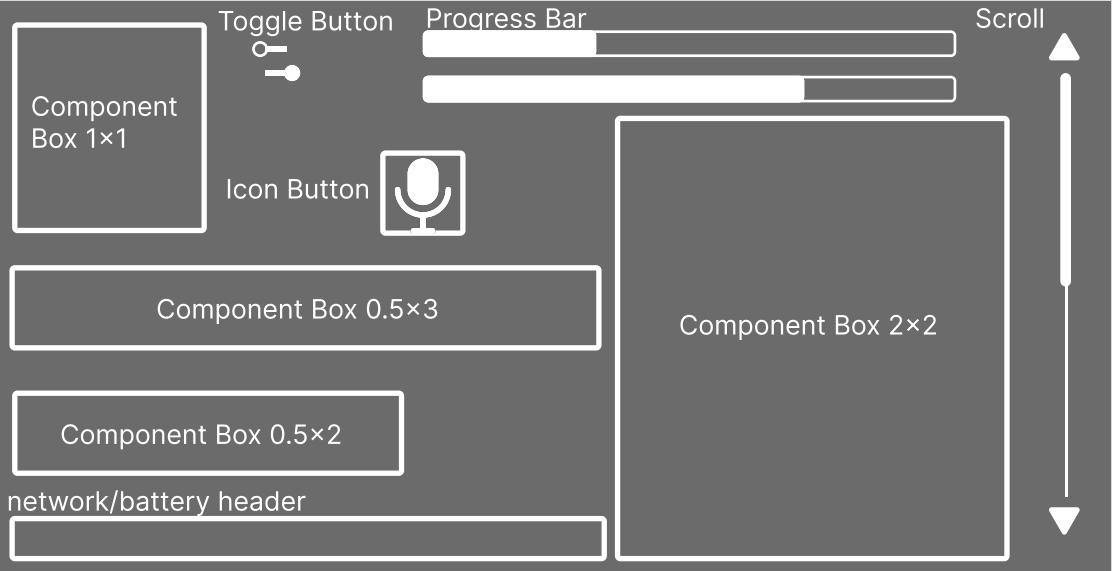 Toggle Button
Progress Bar
Scroll
Component
Box 1×1
Icon Button
Component Box 0.5×3
Component Box 2×2
Component Box 0.5×2
network/battery header